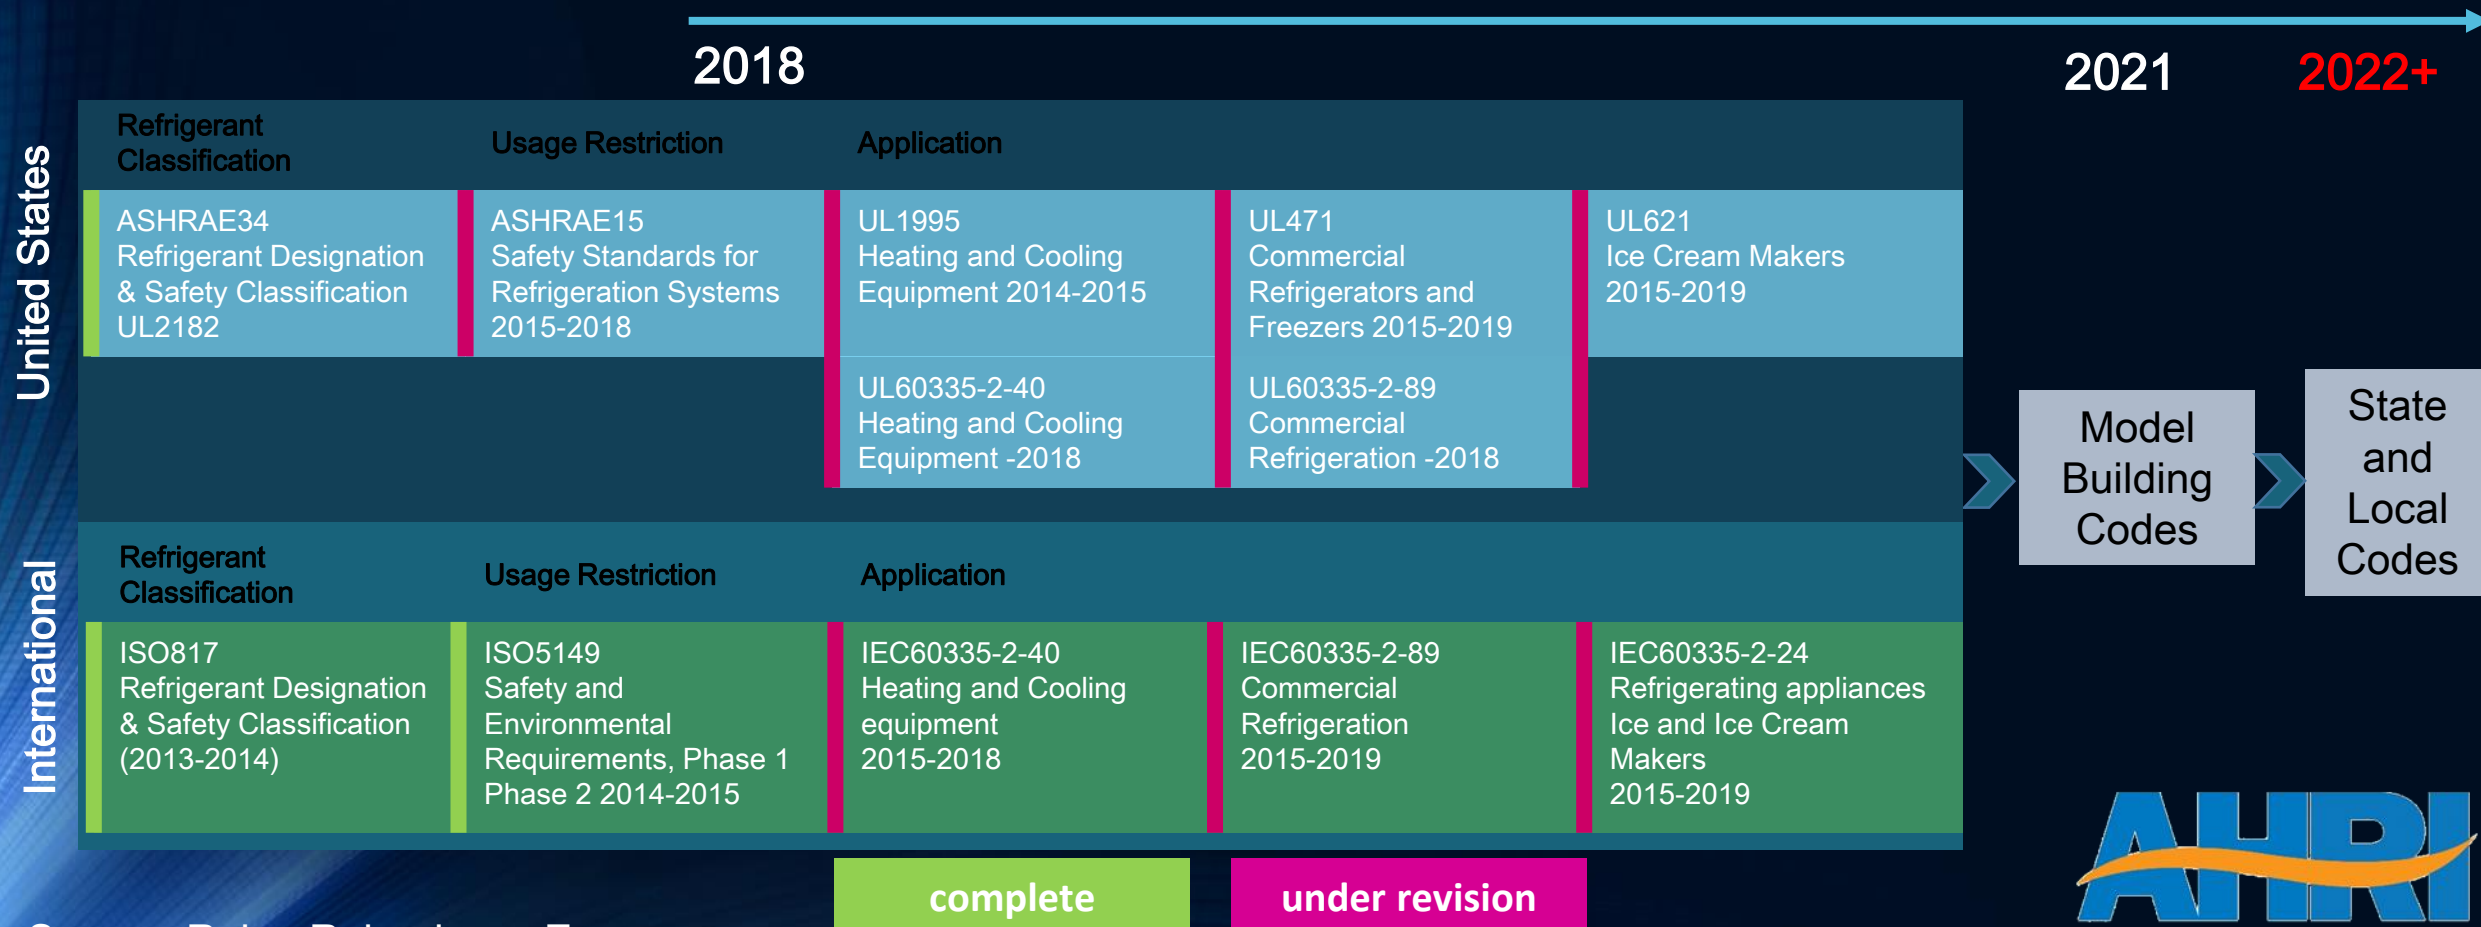 2018
2021
2022+
United States
Refrigerant
Classification
Usage Restriction
Application
ASHRAE34
Refrigerant Designation
& Safety Classification
UL2182
ASHRAE15
Safety Standards for
Refrigeration Systems
2015-2018
UL1995
Heating and Cooling
Equipment 2014-2015
UL471
Commercial
Refrigerators and
Freezers 2015-2019
UL621
Ice Cream Makers
2015-2019
UL60335-2-40
Heating and Cooling
Equipment -2018
UL60335-2-89
Commercial
Refrigeration -2018
Model
Building
Codes
State
and
Local
Codes
International
Refrigerant
Classification
Usage Restriction
Application
ISO817
Refrigerant Designation
& Safety Classification
(2013-2014)
ISO5149
Safety and
Environmental
Requirements, Phase 1
Phase 2 2014-2015
IEC60335-2-40
Heating and Cooling
equipment
2015-2018
IEC60335-2-89
Commercial
Refrigeration
2015-2019
IEC60335-2-24
Refrigerating appliances
Ice and Ice Cream
Makers
2015-2019
complete
under revision
AHRI